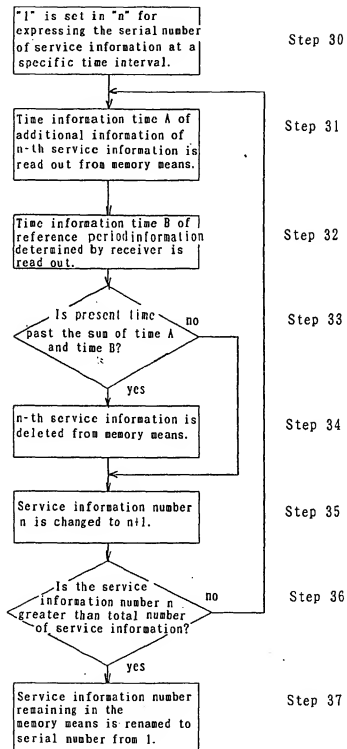 "1" is set in "n" for
expressing the serial number
of service information at a
specific time interval.
Step 30
Time information time A of
additional information of
n-th service information is
read out from memory means.
Step 31
Time information time B of
reference period information
determined by receiver is
read out.
Step 32
Is present time
past the sum of time A
and time B?
no
yes
Step 33
n-th service information is
deleted from memory means.
Step 34
Service information number
n is changed to n+1.
Step 35
Is the service
information number n
greater than total number
of service information?
no
yes
Step 36
Service information number
remaining in the
memory means is renamed to
serial number from 1.
Step 37